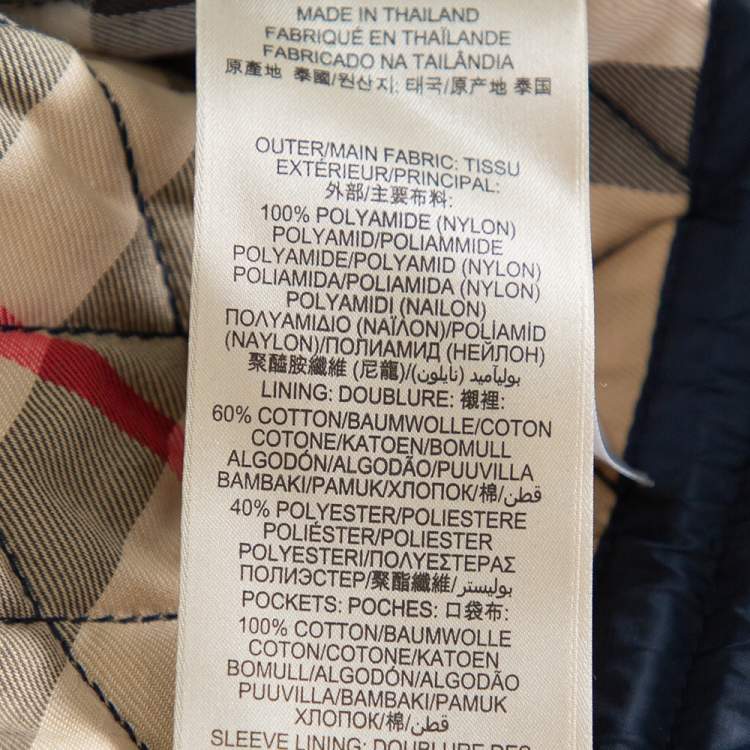 MADE IN THAILAND
FABRIQUÉ EN THAÏLANDE
FABRICADO NA TAILÂNDIA
原產地 泰國/원산지: 태국/原产地 泰国
OUTER/MAIN FABRIC: TISSU
EXTÉRIEUR/PRINCIPAL:
外部/主要布料:
100% POLYAMIDE (NYLON)
POLYAMID/POLIAMMIDE
POLYAMIDE/POLYAMID (NYLON)
POLIAMIDA/POLIAMIDA (NYLON)
POLYAMIDI (NAILON)
ΠΟΛΥΑΜΙΔΙΟ (ΝΑΪΛΟΝ)/POLİAMİD
(NAYLON)/ПОЛИАМИД (НЕЙЛОН)
聚醯胺纖維 (尼龍)/بولياميد (نايلون)
LINING: DOUBLURE: 襯裡:
60% COTTON/BAUMWOLLE/COTON
COTONE/KATOEN/BOMULL
ALGODÓN/ALGODÃO/PUUVILLA
BAMBAKI/PAMUK/ХЛОПОК/棉/قطن
40% POLYESTER/POLIESTERE
POLIÉSTER/POLIESTER
POLYESTERI/ΠΟΛΥΕΣΤΕΡΑΣ
ПОЛИЭСТЕР/聚酯纖維/بوليستر
POCKETS: POCHES: 口袋布:
100% COTTON/BAUMWOLLE
COTON/COTONE/KATOEN
BOMULL/ALGODÓN/ALGODÃO
PUUVILLA/BAMBAKI/PAMUK
ХЛОПОК/棉/قطن
SLEEVE LINING: DOUBLURE DES